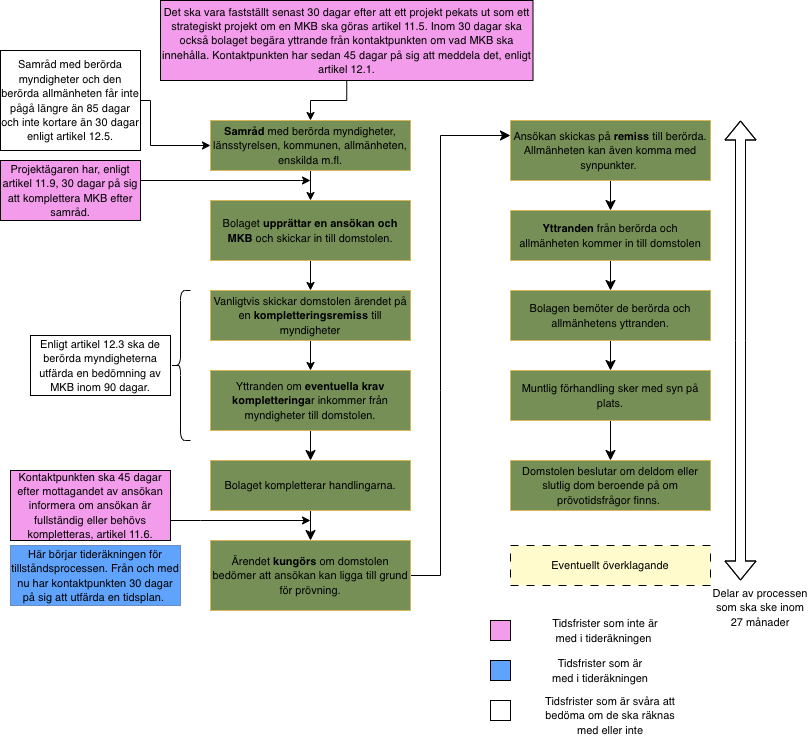 Det ska vara fastställt senast 30 dagar efter att ett projekt pekats ut som ett
strategiskt projekt om en MKB ska göras artikel 11.5. Inom 30 dagar ska
också bolaget begära yttrande från kontaktpunkten om vad MKB ska
innehålla. Kontaktpunkten har sedan 45 dagar på sig att meddela det, enligt
artikel 12.1.
Samråd med berörda
myndigheter och den
berörda allmänheten får inte
pågå längre än 85 dagar
och inte kortare än 30 dagar
enligt artikel 12.5.
Samråd med berörda myndigheter,
länsstyrelsen, kommunen, allmänheten,
enskilda m.fl.
Projektägaren har, enligt
artikel 11.9, 30 dagar på sig
att komplettera MKB efter
samråd.
Bolaget upprättar en ansökan och
MKB och skickar in till domstolen.
Vanligtvis skickar domstolen ärendet på
en kompletteringsremiss till
myndigheter
Enligt artikel 12.3 ska de
berörda myndigheterna
utfärda en bedömning av
MKB inom 90 dagar.
Yttranden om eventuella krav
kompletteringar inkommer från
myndigheter till domstolen.
Bolaget kompletterar handlingarna.
Kontaktpunkten ska 45 dagar
efter mottagandet av ansökan
informera om ansökan är
fullständig eller behövs
kompletteras, artikel 11.6.
Här börjar tideräkningen för
tillståndsprocessen. Från och med
nu har kontaktpunkten 30 dagar
på sig att utfärda en tidsplan.
Ärendet kungörs om domstolen
bedömer att ansökan kan ligga till grund
för prövning.
Ansökan skickas på remiss till berörda.
Allmänheten kan även komma med
synpunkter.
Yttranden från berörda och
allmänheten kommer in till domstolen
Bolagen bemöter de berörda och
allmänhetens yttranden.
Muntlig förhandling sker med syn på
plats.
Domstolen beslutar om deldom eller
slutlig dom beroende på om
prövotidsfrågor finns.
Eventuellt överklagande
Delar av processen
som ska ske inom
27 månader
Tidsfrister som inte är
med i tideräkningen
Tidsfrister som är
med i tideräkningen
Tidsfrister som är svåra att
bedöma om de ska räknas
med eller inte